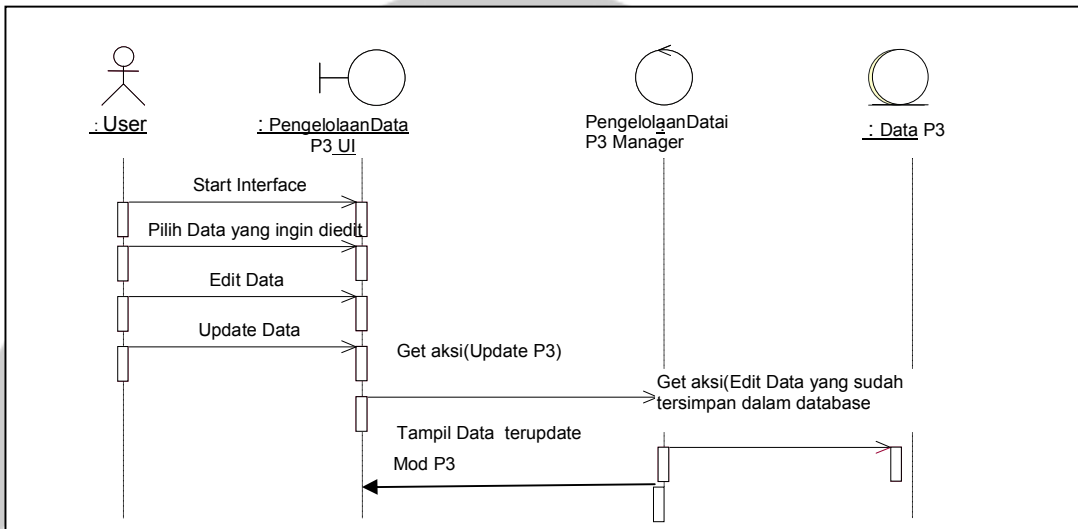 : User
: PengelolaanData
P3 UI
PengelolaanDatai
P3 Manager
:
: Data P3
Start Interface
Pilih Data yang ingin diedit
Edit Data
Update Data
Get aksi(Update P3)
Get aksi(Edit Data yang sudah
tersimpan dalam database
Tampil Data terupdate
Mod P3